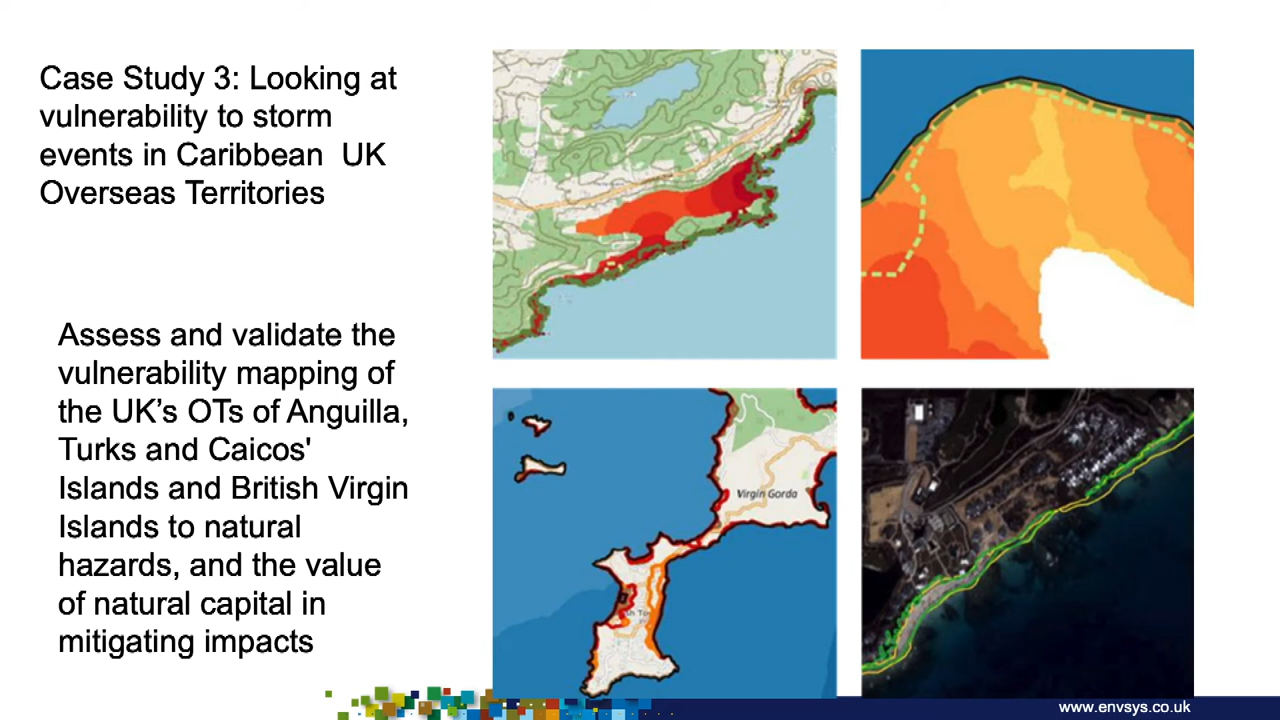 Case Study 3: Looking at
vulnerability to storm
events in Caribbean  UK
Overseas Territories
Assess and validate the
vulnerability mapping of
the UK’s OTs of Anguilla,
Turks and Caicos'
Islands and British Virgin
Islands to natural
hazards, and the value
of natural capital in
mitigating impacts
Virgin Gorda
www.envsys.co.uk